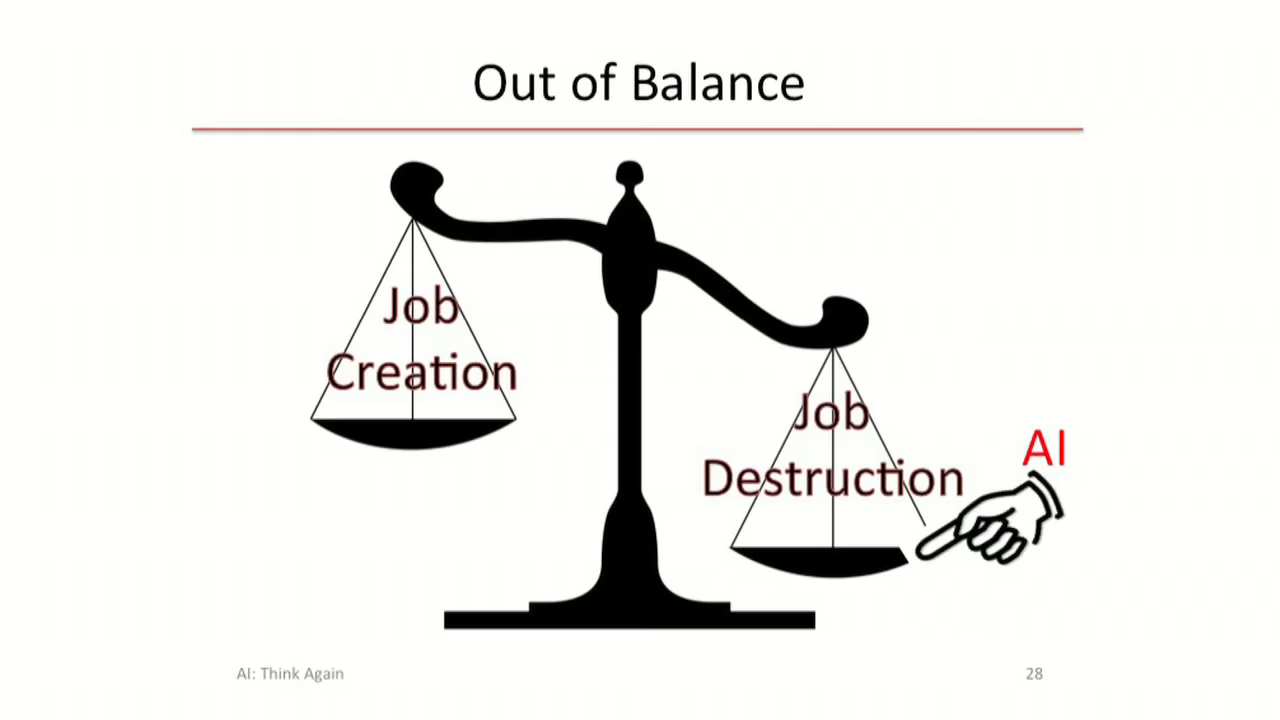 Out of Balance
Job
Creation
Job
Destruction
AI
AI: Think Again
28